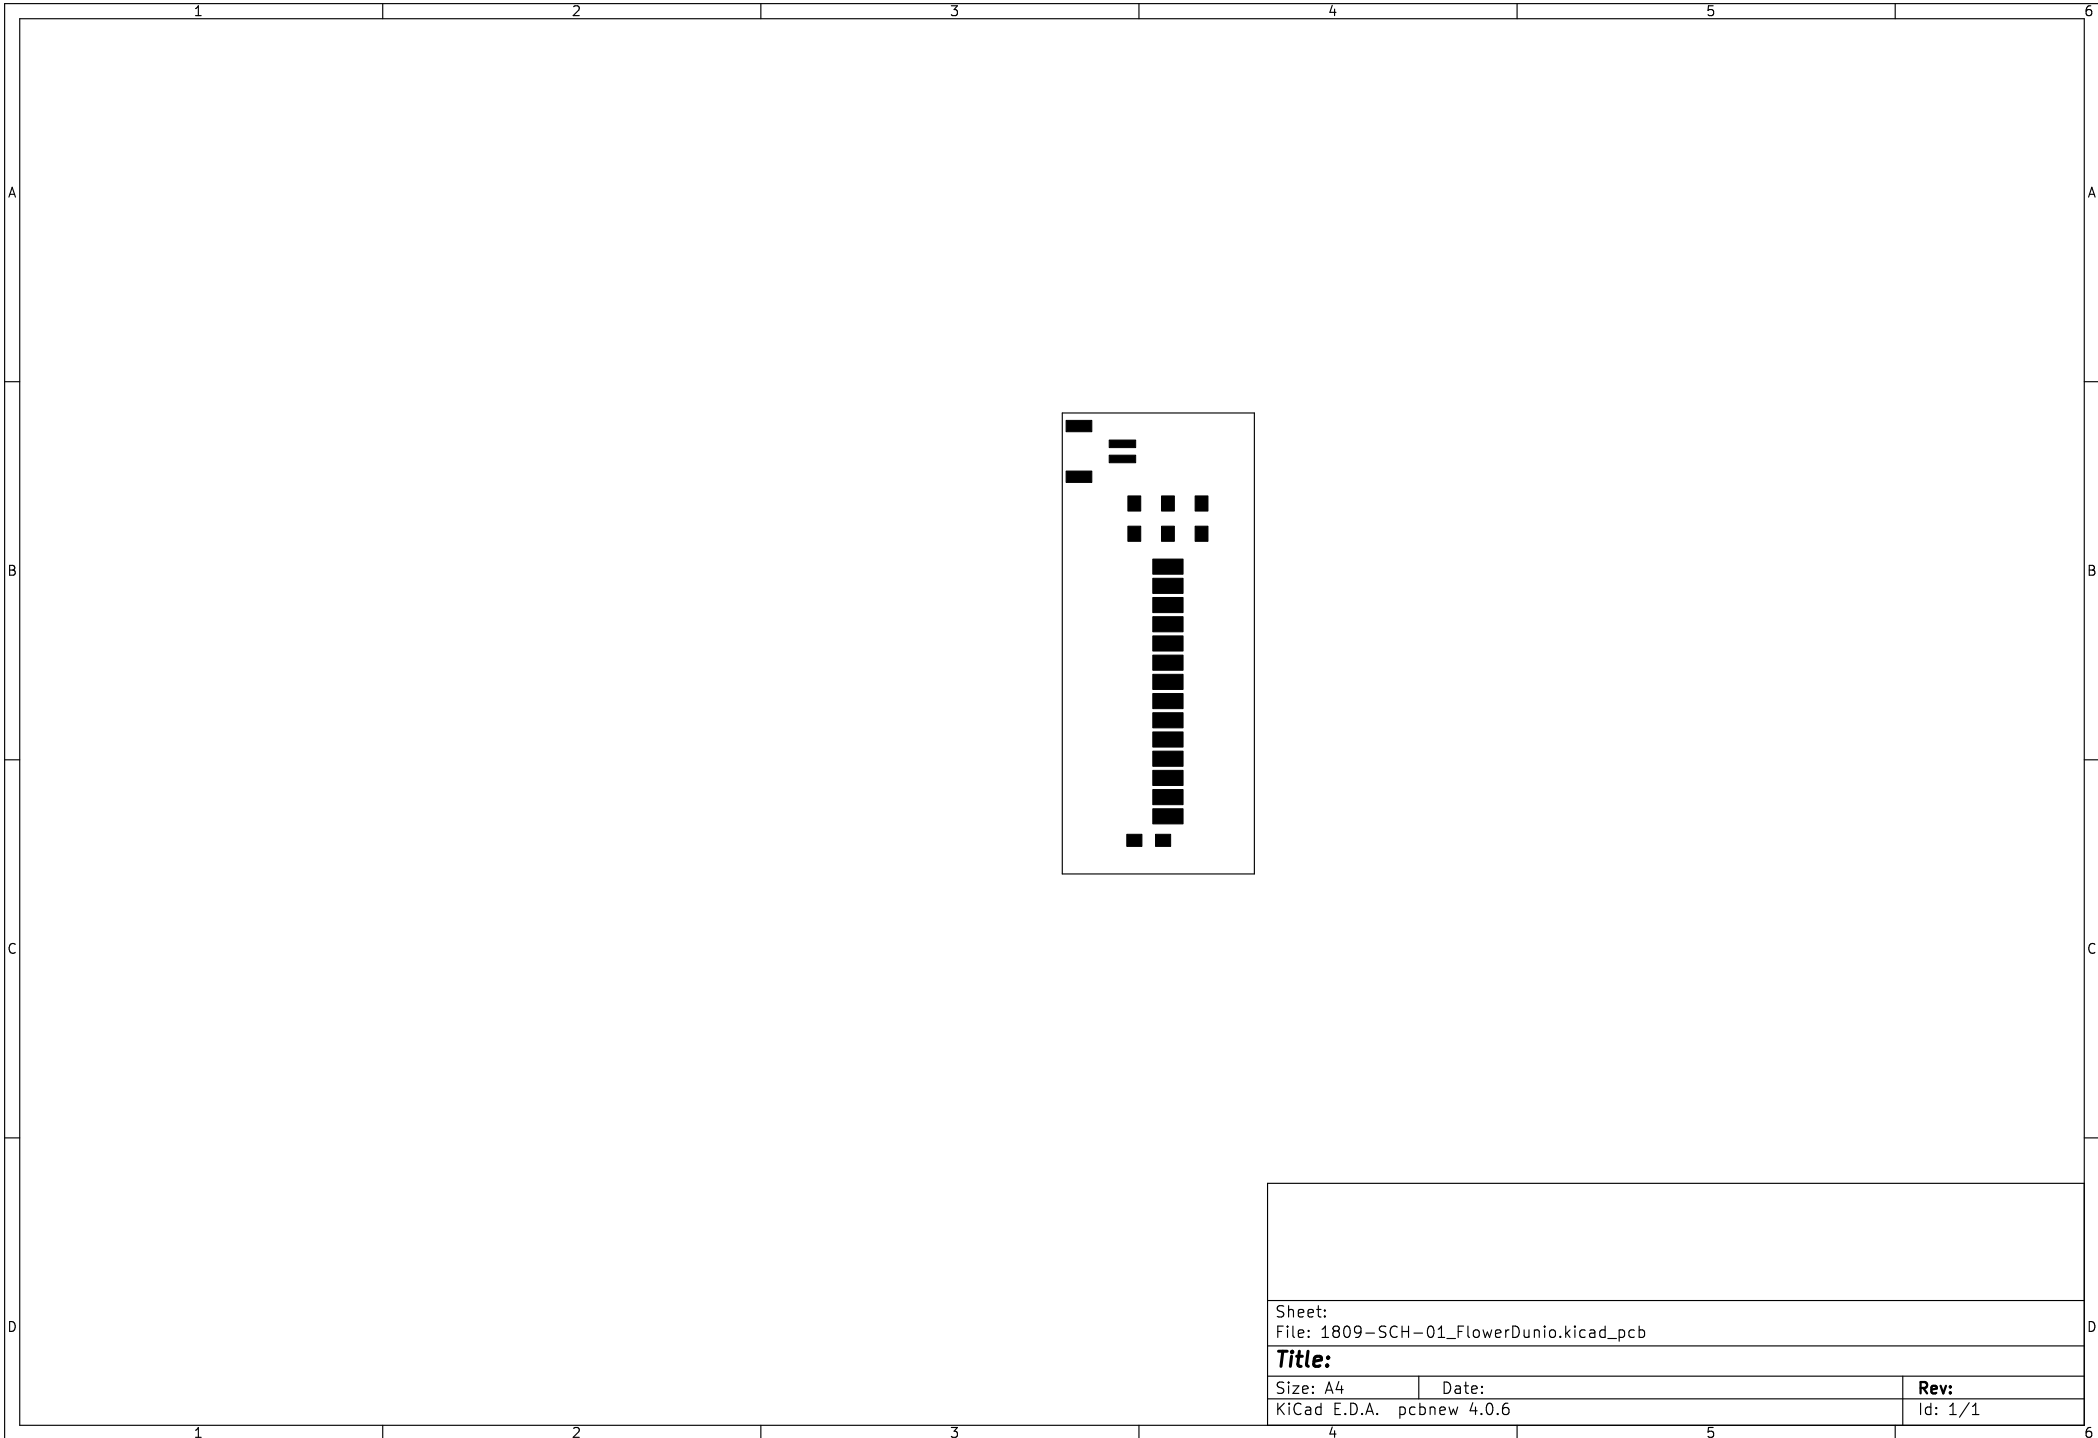 1 2 3 4 5 6
A A
B B
C C
D D
Sheet:
File: 1809-SCH-01_FlowerDunio.kicad_pcb
Title:
Size: A4 Date: Rev:
KiCad E.D.A. pcbnew 4.0.6 Id: 1/1
1 2 3 4 5 6